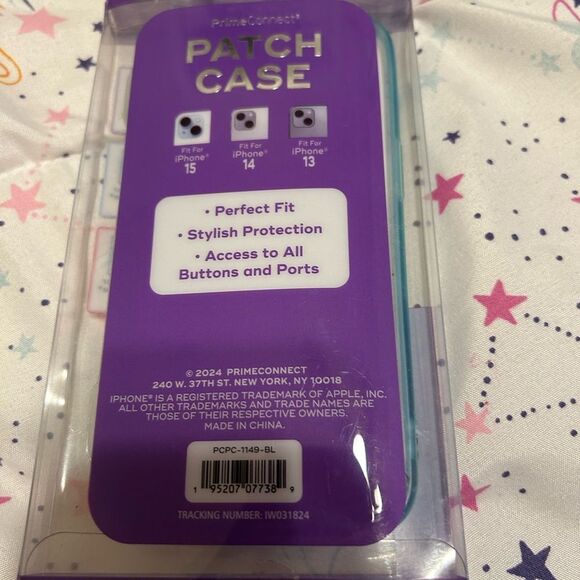 PrimeConnect®
PATCH
CASE
Fit For Fit For Fit For
iPhone® iPhone® iPhone®
15 14 13
• Perfect Fit
• Stylish Protection
• Access to All
Buttons and Ports
© 2024 PRIMECONNECT
240 W. 37TH ST. NEW YORK, NY 10018
IPHONE® IS A REGISTERED TRADEMARK OF APPLE, INC.
ALL OTHER TRADEMARKS AND TRADE NAMES ARE
THOSE OF THEIR RESPECTIVE OWNERS.
MADE IN CHINA.
PCPC-1149-BL
1 95207 07738 9
TRACKING NUMBER: IW031824